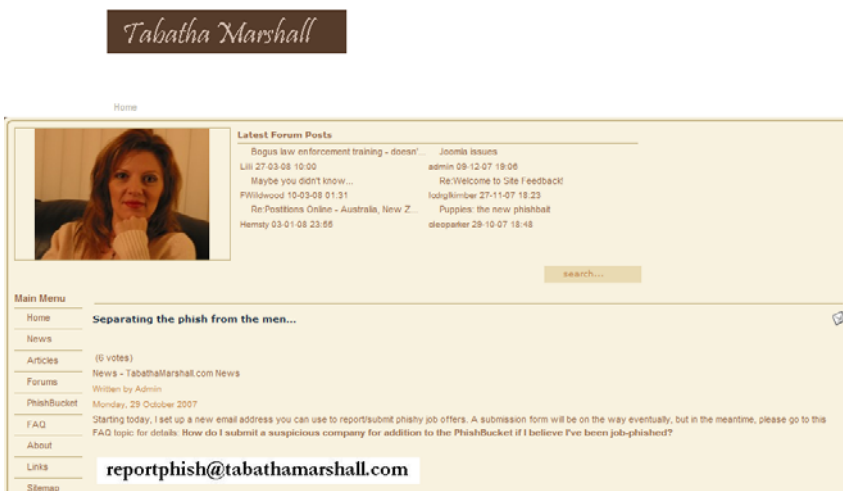 Tabatha Marshall
Home
Latest Forum Posts
Bogus law enforcement training - doesn'...
Lilli 27-03-08 10:00
Maybe you didn't know...
PWildwood 10-03-08 01:31
Re:Postitions Online - Australia, New Z...
Hemsty 03-01-08 23:55
Joomla issues
admin 09-12-07 19:06
Re:Welcome to Site Feedback!
27-11-07 18:23
Puppies: the new phishbait
cleoparker 29-10-07 18:48
search...
Main Menu
Home
News
Articles
Forums
PhishBucket
FAQ
About
Links
Sitemap
Separating the phish from the men...
(6 votes)
News - TabathaMarshall.com News
Written by Admin
Monday, 29 October 2007
Starting today, I set up a new email address you can use to report/submit phishy job offers. A submission form will be on the way eventually, but in the meantime, please go to this
FAQ topic for details: How do I submit a suspicious company for addition to the PhishBucket if I believe I've been job-phished?
reportphish@tabathamarshall.com